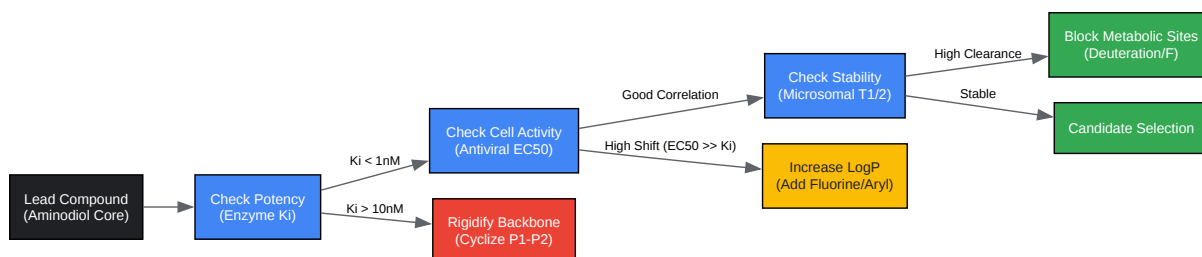 Lead Compound
(Aminodiol Core)
Check Potency
(Enzyme Ki)
Ki < 1nM
Ki > 10nM
Check Cell Activity
(Antiviral EC50)
Rigidify Backbone
(Cyclize P1-P2)
Good Correlation
High Shift (EC50 >> Ki)
Check Stability
(Microsomal T1/2)
Increase LogP
(Add Fluorine/Aryl)
High Clearance
Stable
Block Metabolic Sites
(Deuteration/F)
Candidate Selection